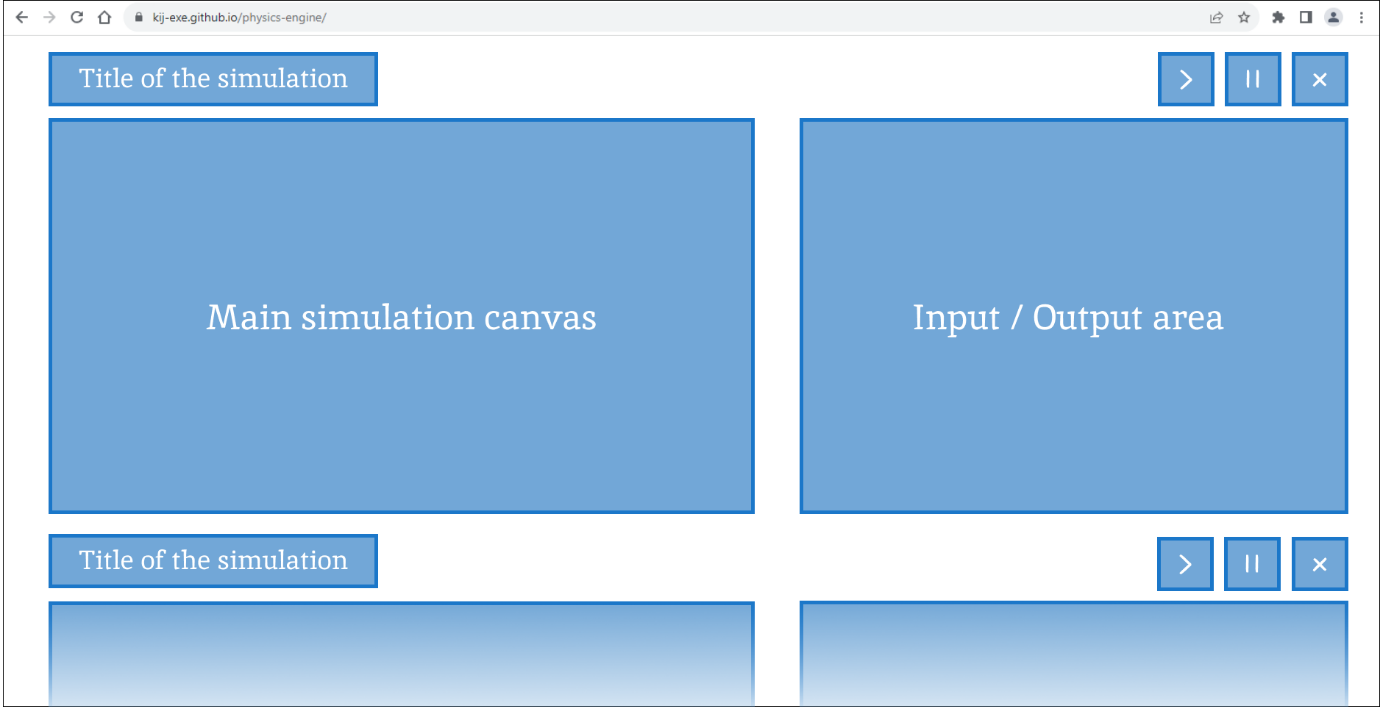 kij-exe.github.io/physics-engine/
Title of the simulation
Main simulation canvas
Input / Output area
Title of the simulation